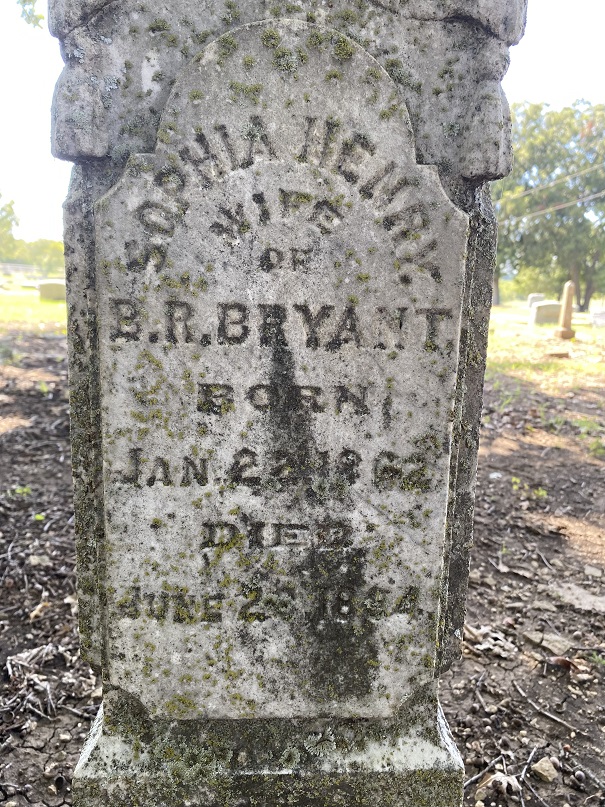 SOPHIA HENRY,
WIFE
OF
B.R. BRYANT.
BORN
JAN. 22, 1862
DIED
JUNE 1894